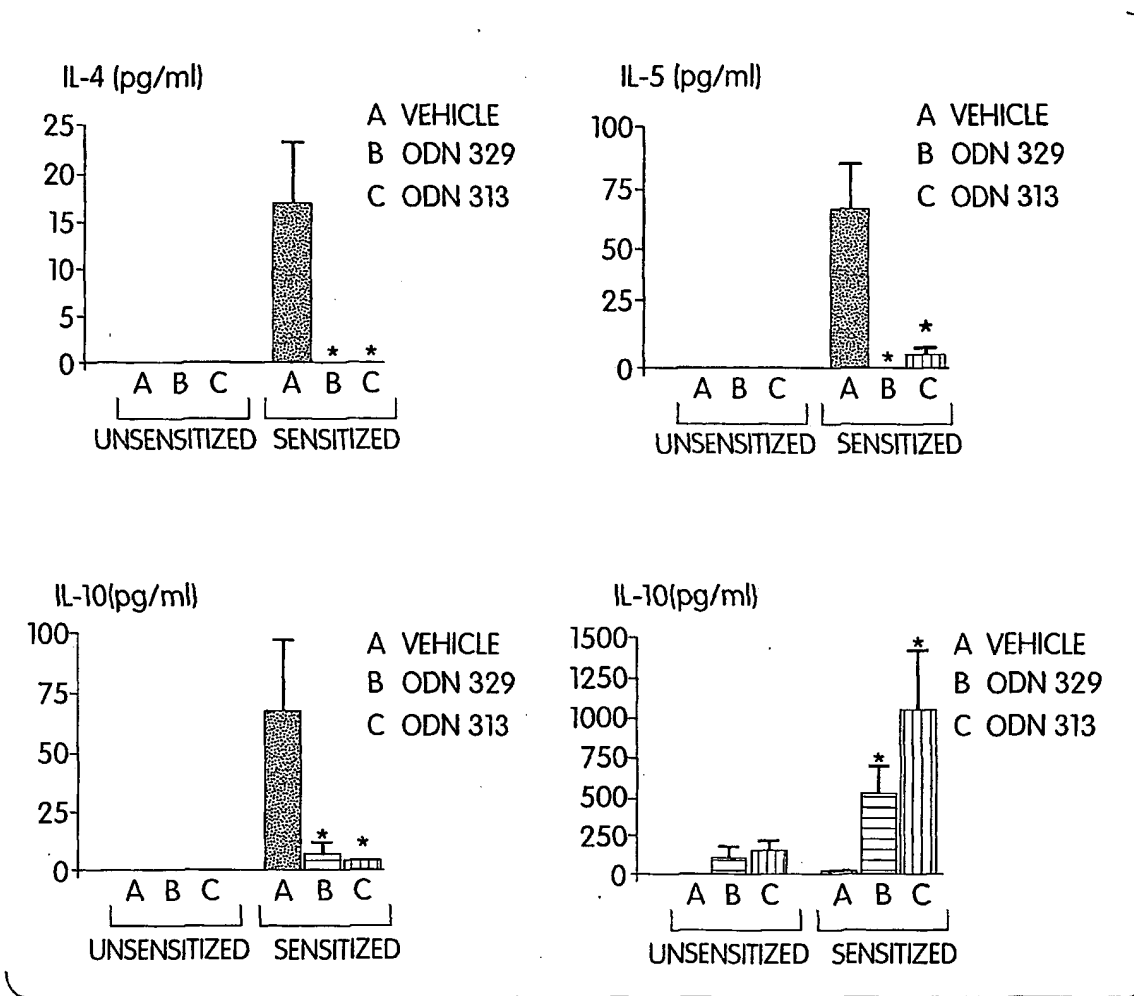 IL-4 (pg/ml)
25
20
15
10
5
0
A VEHICLE
B ODN 329
C ODN 313
* *
A B C A B C
UNSENSITIZED SENSITIZED
IL-5 (pg/ml)
100
75
50
25
0
A VEHICLE
B ODN 329
C ODN 313
* *
A B C A B C
UNSENSITIZED SENSITIZED
IL-10(pg/ml)
100
75
50
25
0
A VEHICLE
B ODN 329
C ODN 313
* *
A B C A B C
UNSENSITIZED SENSITIZED
IL-10(pg/ml)
1500
1250
1000
750
500
250
0
A VEHICLE
B ODN 329
C ODN 313
* *
A B C A B C
UNSENSITIZED SENSITIZED